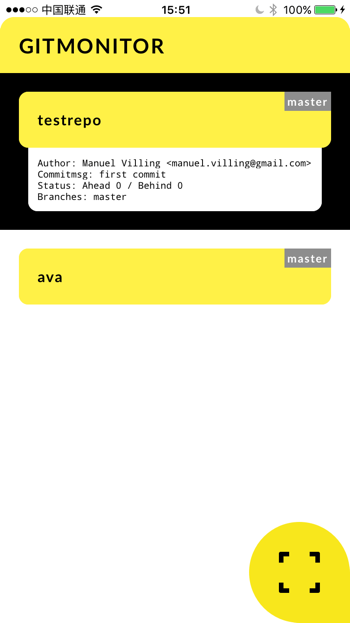 中国联通 15:51 100%
GITMONITOR
master
testrepo
Author: Manuel Villing <manuel.villing@gmail.com>
Commitmsg: first commit
Status: Ahead 0 / Behind 0
Branches: master
master
ava